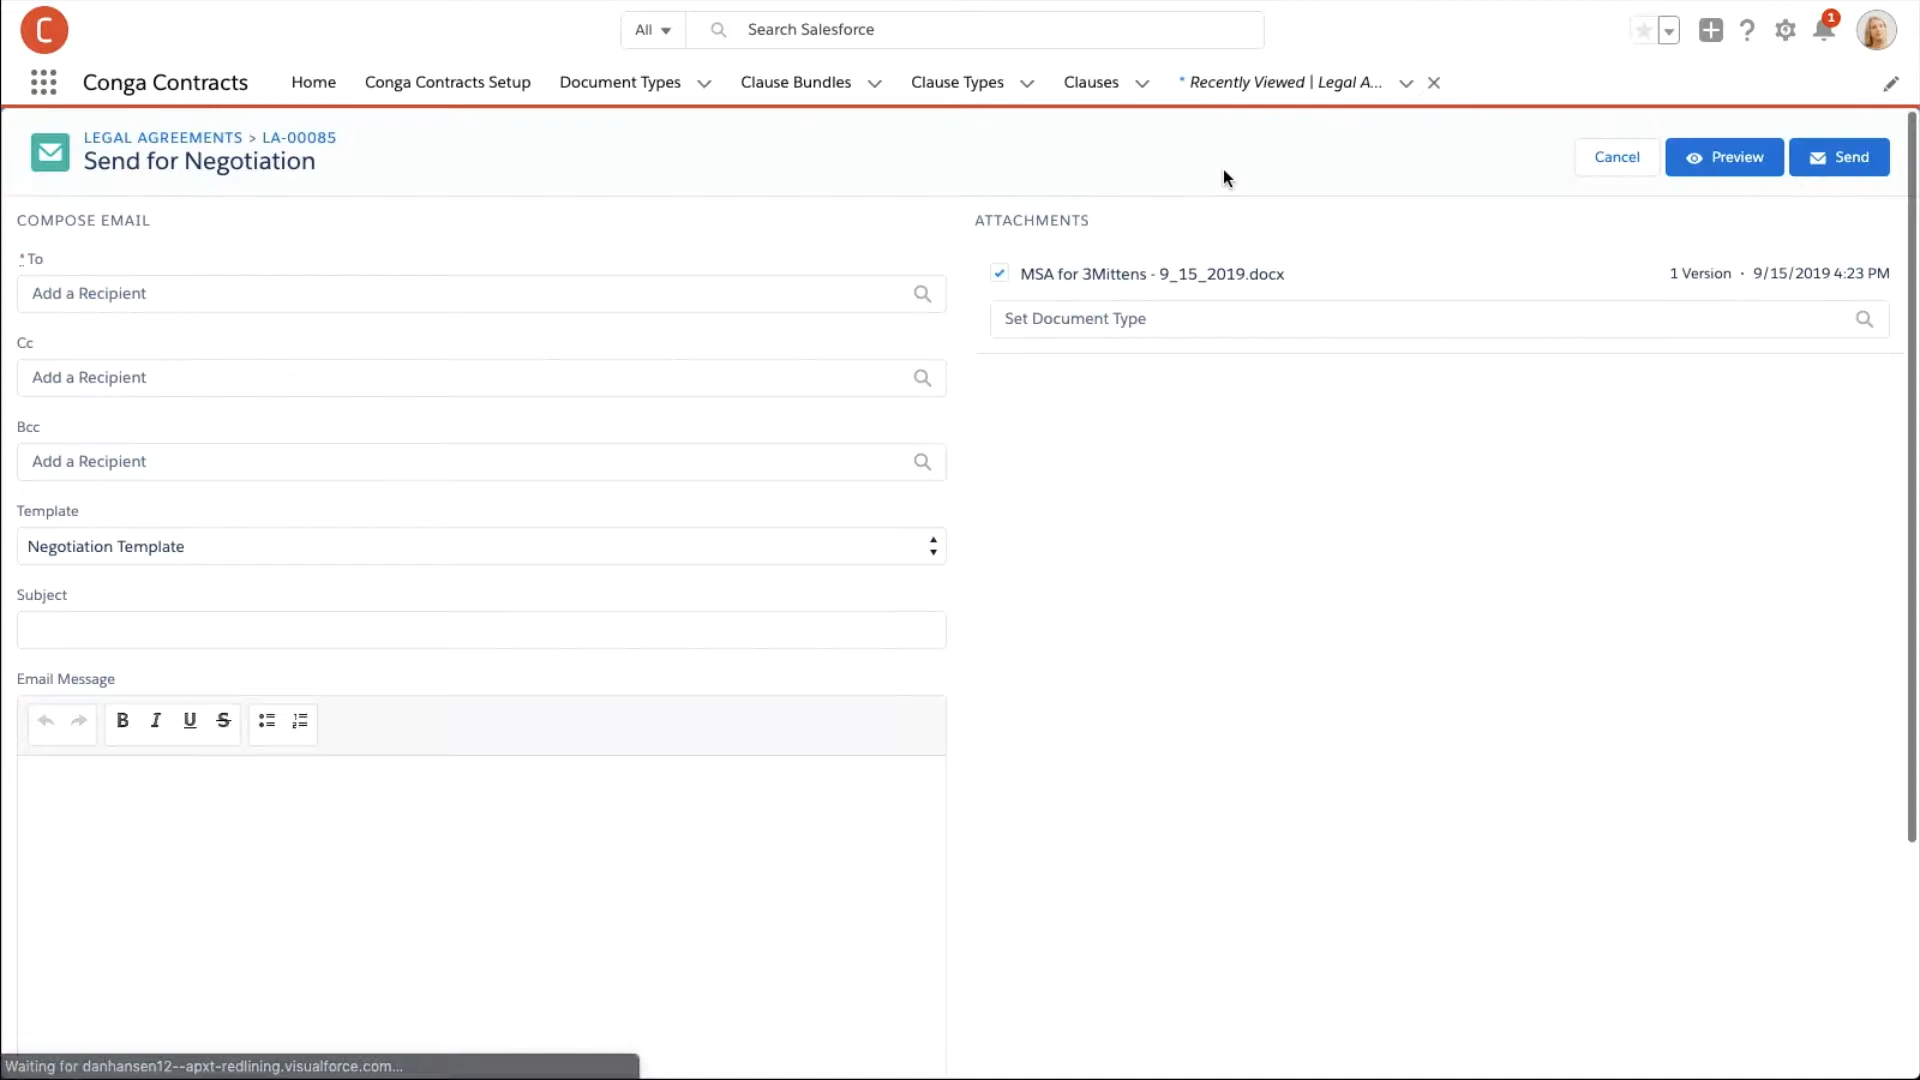 C
All
Search Salesforce
1
Conga Contracts
Home
Conga Contracts Setup
Document Types
Clause Bundles
Clause Types
Clauses
* Recently Viewed | Legal A...
LEGAL AGREEMENTS > LA-00085
Send for Negotiation
Cancel
Preview
Send
COMPOSE EMAIL
* To
Add a Recipient
Cc
Add a Recipient
Bcc
Add a Recipient
Template
Negotiation Template
Subject
Email Message
B I U S
ATTACHMENTS
MSA for 3Mittens - 9_15_2019.docx
1 Version · 9/15/2019 4:23 PM
Set Document Type
Waiting for danhansen12--apxt-redlining.visualforce.com...